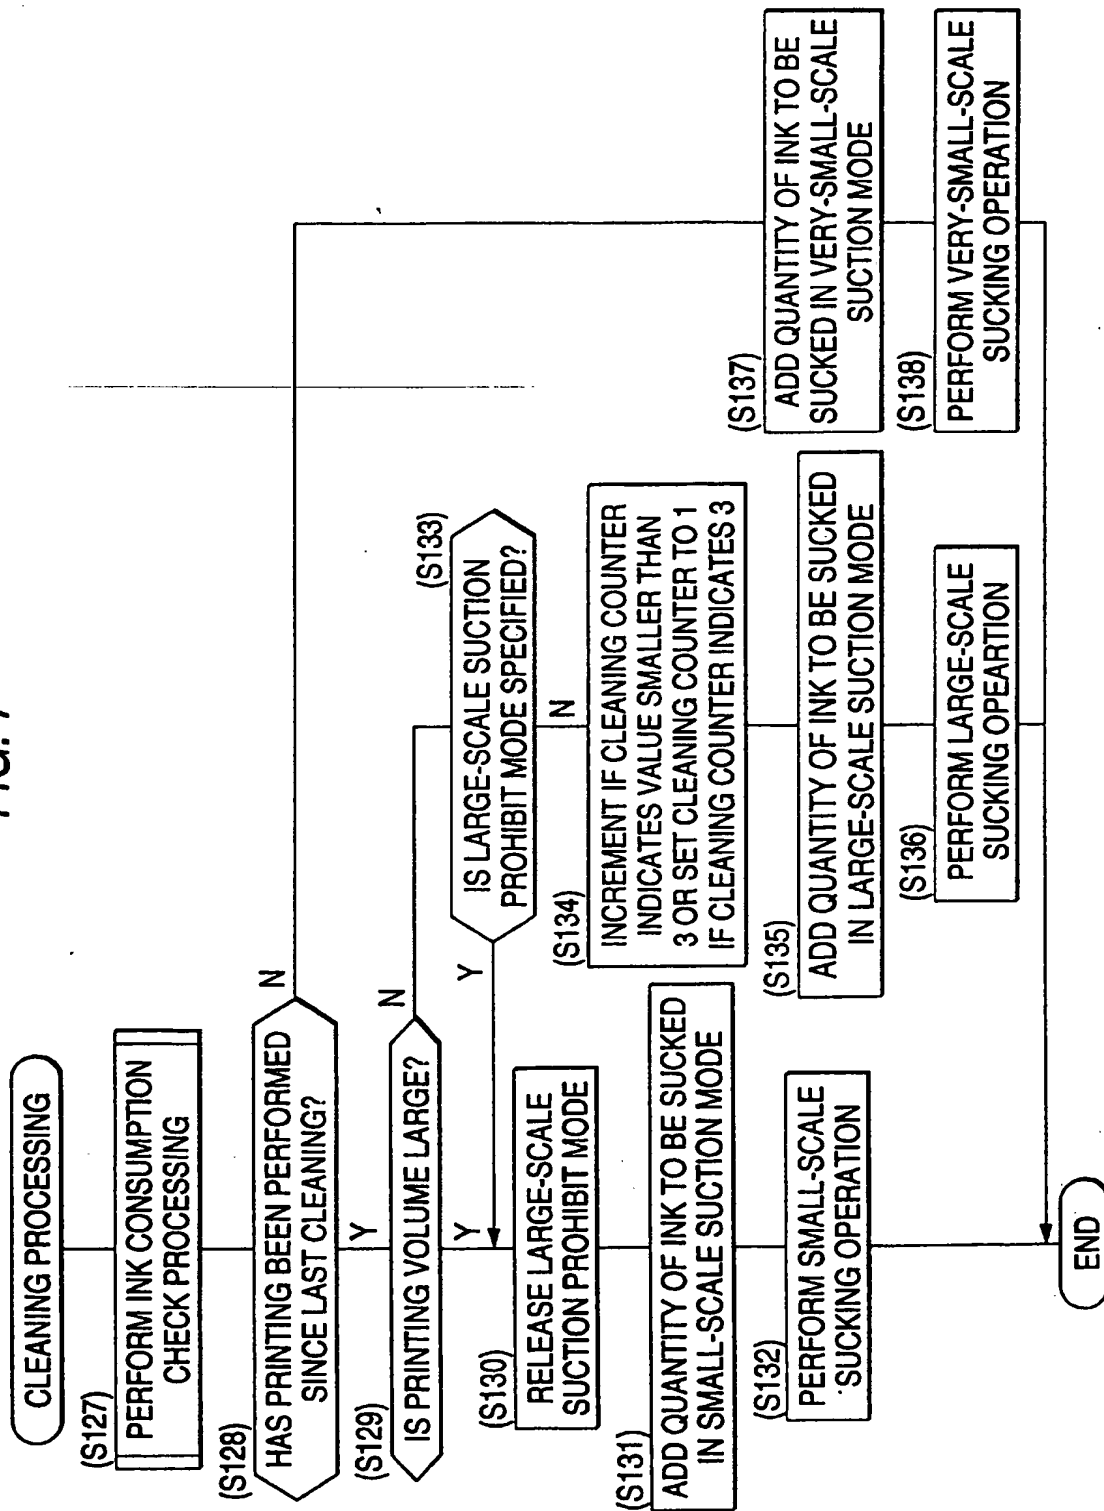 FIG. 7
CLEANING PROCESSING
(S127)
PERFORM INK CONSUMPTION
CHECK PROCESSING
(S128)
HAS PRINTING BEEN PERFORMED
SINCE LAST CLEANING?
N
Y
(S129)
IS PRINTING VOLUME LARGE?
N
Y
(S130)
RELEASE LARGE-SCALE
SUCTION PROHIBIT MODE
(S131)
ADD QUANTITY OF INK TO BE SUCKED
IN SMALL-SCALE SUCTION MODE
(S132)
PERFORM SMALL-SCALE
SUCKING OPERATION
(S133)
IS LARGE-SCALE SUCTION
PROHIBIT MODE SPECIFIED?
Y
N
(S134)
INCREMENT IF CLEANING COUNTER
INDICATES VALUE SMALLER THAN
3 OR SET CLEANING COUNTER TO 1
IF CLEANING COUNTER INDICATES 3
(S135)
ADD QUANTITY OF INK TO BE SUCKED
IN LARGE-SCALE SUCTION MODE
(S136)
PERFORM LARGE-SCALE
SUCKING OPEARTION
(S137)
ADD QUANTITY OF INK TO BE
SUCKED IN VERY-SMALL-SCALE
SUCTION MODE
(S138)
PERFORM VERY-SMALL-SCALE
SUCKING OPERATION
END